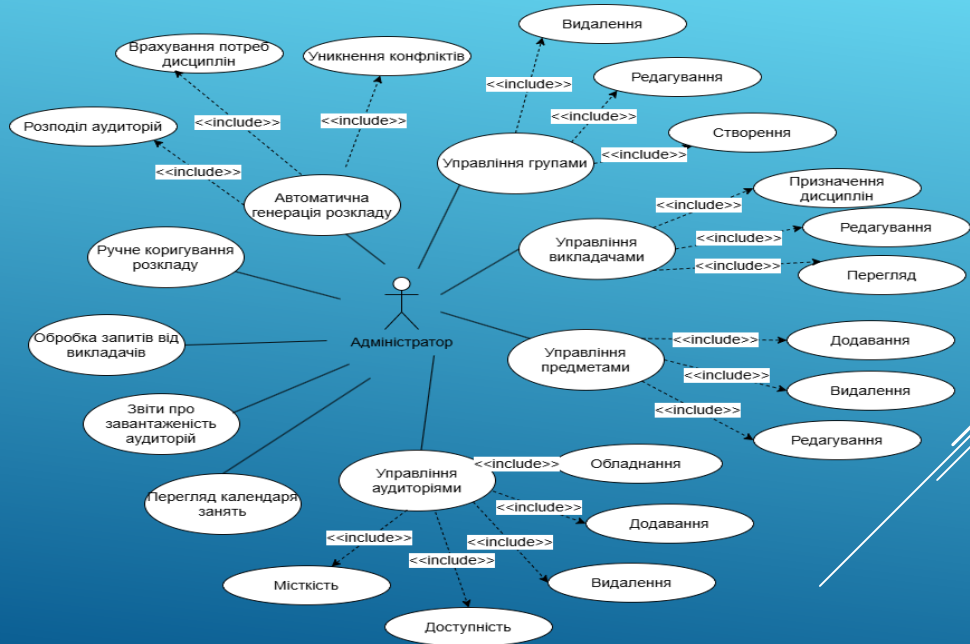 Видалення
Врахування потреб
дисциплін
Уникнення конфліктів
Редагування
<<include>>
<<include>>
<<include>>
<<include>>
Розподіл аудиторій
Створення
<<include>>
Управління групами
<<include>>
Автоматична
генерація розкладу
Призначення
дисциплін
<<include>>
Редагування
<<include>>
Управління
викладачами
<<include>>
Перегляд
Ручне коригування
розкладу
Адміністратор
Обробка запитів від
викладачів
Управління
предметами
<<include>>
Додавання
<<include>>
Видалення
<<include>>
Редагування
Звіти про
завантаженість
аудиторій
Перегляд календаря
занять
Управління
аудиторіями
<<include>>
Обладнання
<<include>>
Додавання
<<include>>
<<include>>
<<include>>
Видалення
Місткість
Доступність